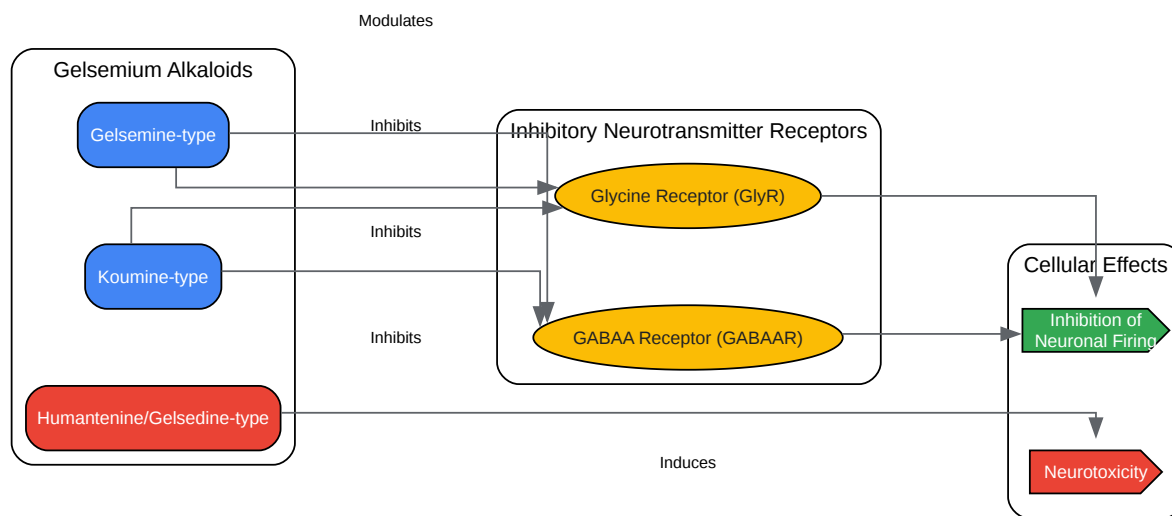 Modulates
Gelsemium Alkaloids
Gelsemine-type
Inhibits
Inhibitory Neurotransmitter Receptors
Glycine Receptor (GlyR)
Inhibits
Koumine-type
Cellular Effects
Inhibition of
Neuronal Firing
Inhibits
GABAA Receptor (GABAAR)
Humantenine/Gelsedine-type
Induces
Neurotoxicity